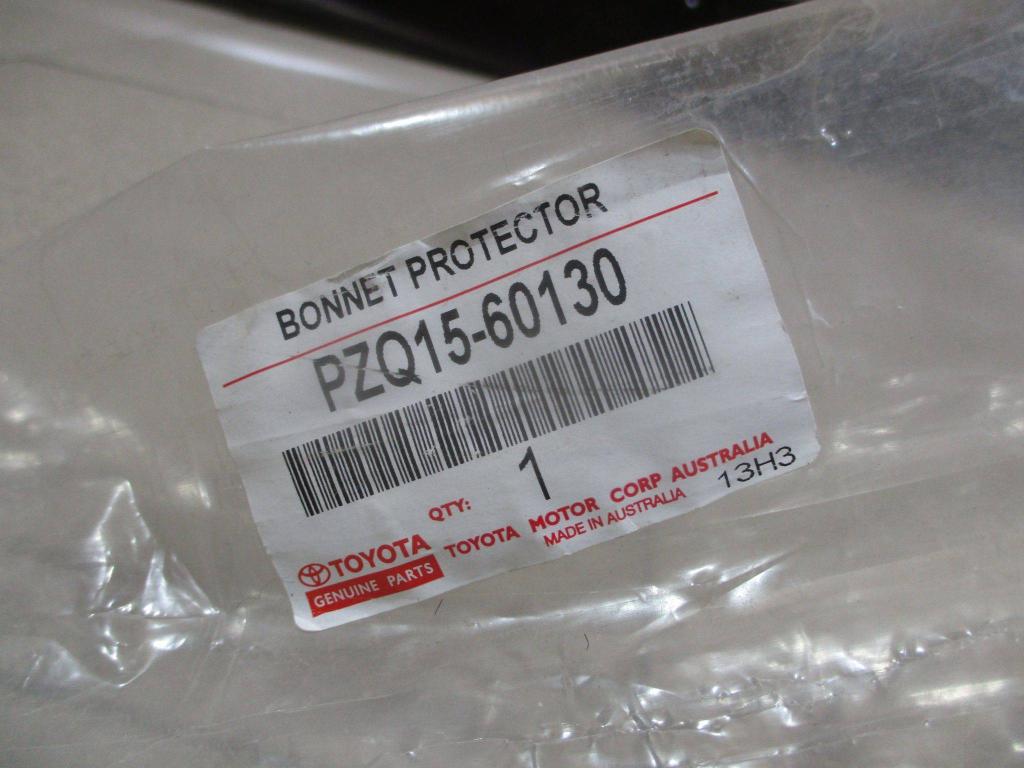 BONNET PROTECTOR
PZQ15-60130
QTY: 1
TOYOTA
GENUINE PARTS
TOYOTA MOTOR CORP AUSTRALIA
MADE IN AUSTRALIA
13H3